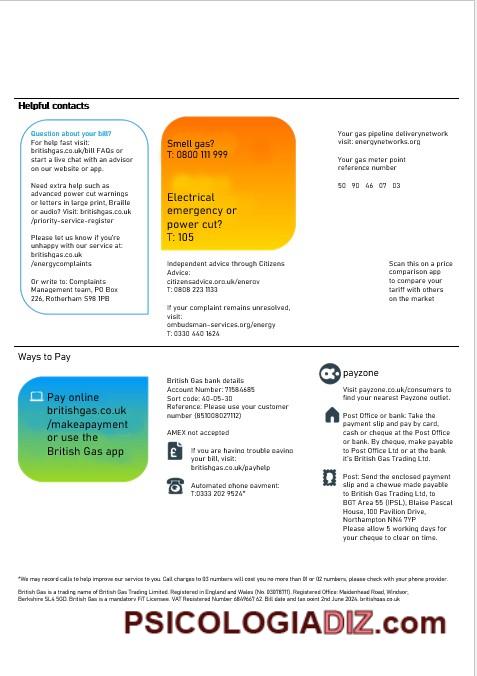 Helpful contacts
Question about your bill?
For help fast visit:
britishgas.co.uk/bill FAQs or
start a live chat with an advisor
on our website or app.
Need extra help such as
advanced power cut warnings
or letters in large print, Braille
or audio? Visit: britishgas.co.uk
/priority-service-register
Please let us know if you're
unhappy with our service at:
britishgas.co.uk
/energycomplaints
Or write to: Complaints
Management team, PO Box
226, Rotherham S98 1PB
Smell gas?
T: 0800 111 999
Electrical
emergency or
power cut?
T: 105
Independent advice through Citizens
Advice:
citizensadvice.oro.uk/enerov
T: 0808 223 1133
If your complaint remains unresolved,
visit:
ombudsman-services.org/energy
T: 0330 440 1624
Your gas pipeline deliverynetwork
visit: energynetworks.org
Your gas meter point
reference number
50 90 46 07 03
Scan this on a price
comparison app
to compare your
tariff with others
on the market
Ways to Pay
Pay online
britishgas.co.uk
/makeapayment
or use the
British Gas app
British Gas bank details
Account Number: 71584685
Sort code: 40-05-30
Reference: Please use your customer
number (851008027112)
AMEX not accepted
If you are having trouble paving
your bill, visit:
britishgas.co.uk/payhelp
Automated phone payment:
T:0333 202 9524*
payzone
Visit payzone.co.uk/consumers to
find your nearest Payzone outlet.
Post Office or bank. Take the
payment slip and pay by card,
cash or cheque at the Post Office
or bank. By cheque, make payable
to Post Office Ltd or at the bank
it's British Gas Trading Ltd.
Post: Send the enclosed payment
slip and a chewue made payable
to British Gas Trading Ltd, to
BGT Area 55 (IPSL), Blaise Pascal
House, 100 Pavilion Drive,
Northampton NN4 7YP
Please allow 5 working days for
your cheque to clear on time.
*We may record calls to help improve our service to you. Call charges to 03 numbers will cost you no more than 01 or 02 numbers, please check with your phone provider.
British Gas is a trading name of British Gas Trading Limited. Registered in England and Wales (No. 03078711). Registered Office: Maidenhead Road, Windsor,
Berkshire SL4 5GD. British Gas is a mandatory FiT Licensee. VAT Registered Number 684966762. Bill date and tax point 2nd June 2024. britishgas.co.uk
PSICOLOGIADIZ.com